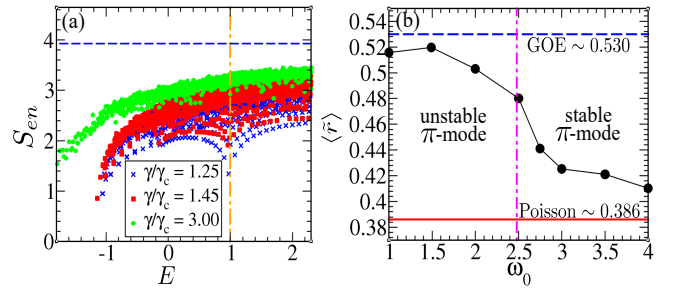 (a)
4
3
2
1
0
S_en
γ/γ_c = 1.25
γ/γ_c = 1.45
γ/γ_c = 3.00
-1 0 1 2
E
(b)
0.54
0.52
0.5
0.48
0.46
0.44
0.42
0.4
0.38
⟨r̃⟩
GOE ~ 0.530
unstable stable
π-mode π-mode
Poisson ~ 0.386
1 1.5 2 2.5 3 3.5 4
ω_0